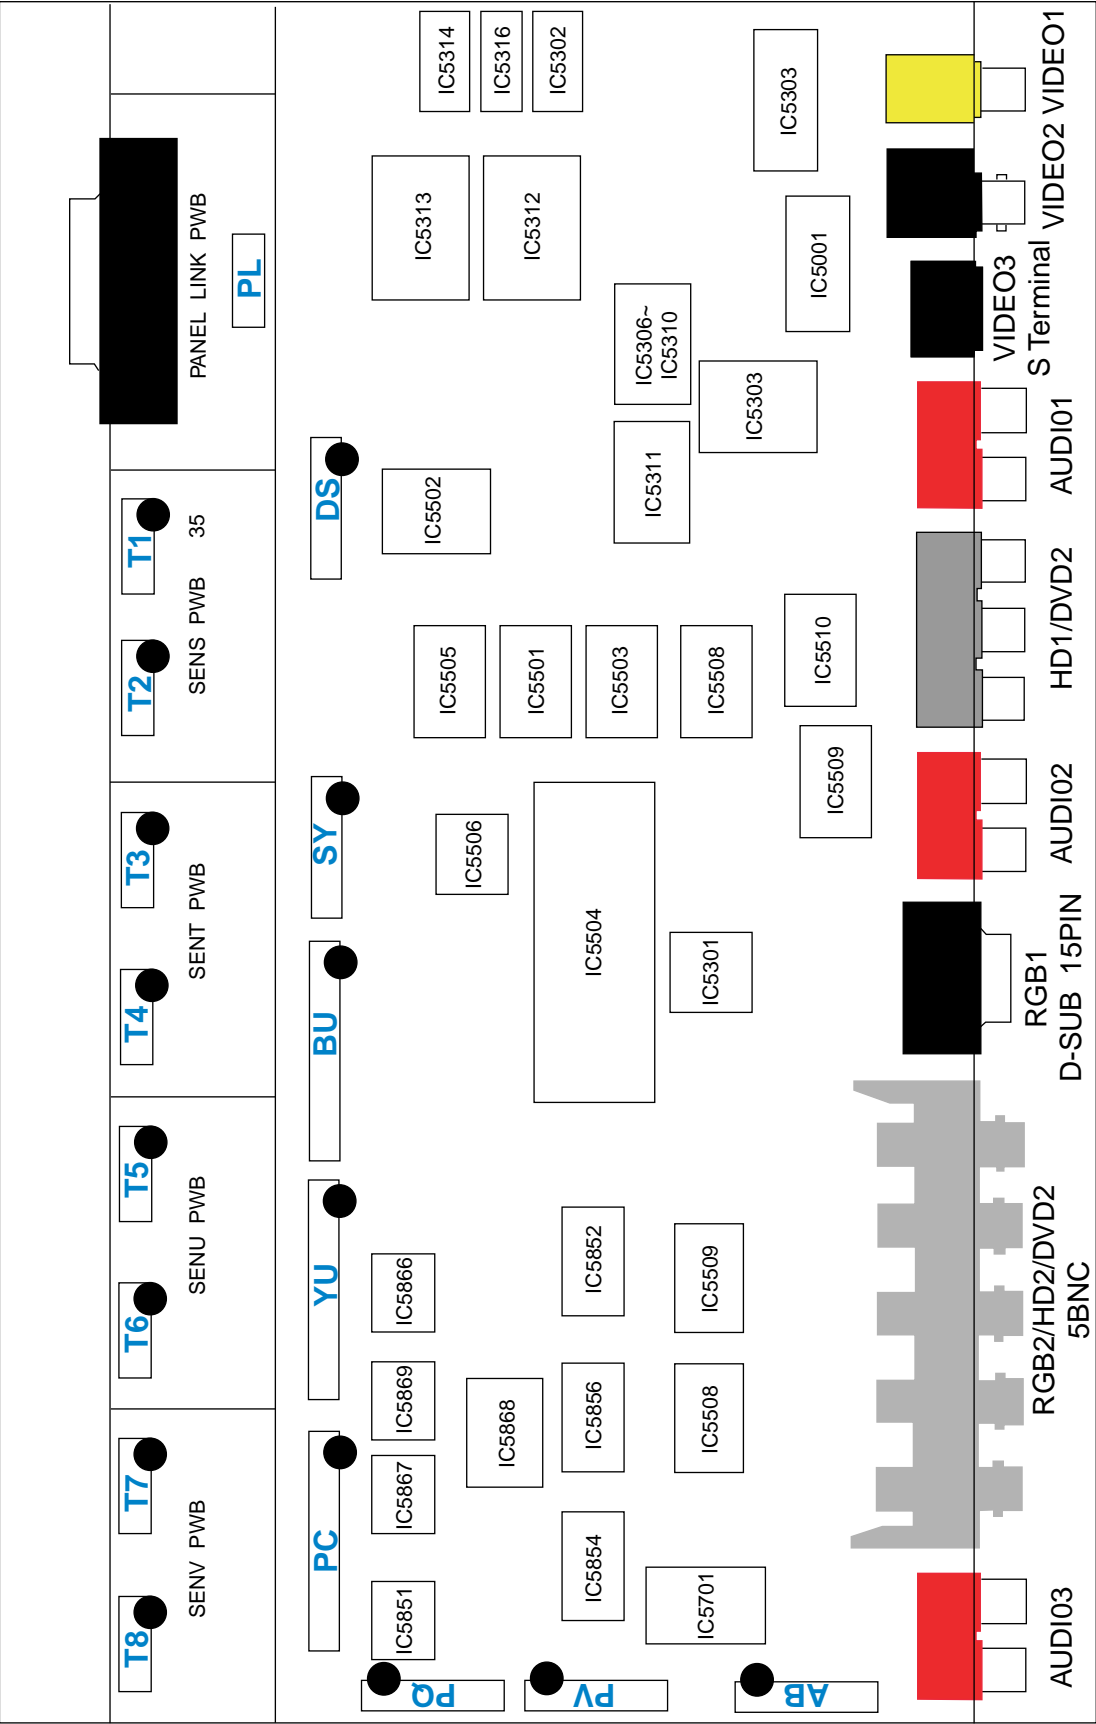 T8
T7
T6
T5
T4
T3
T2
T1
SENV PWB
SENU PWB
SENT PWB
SENS PWB 35
PANEL LINK PWB
PL
PC
YU
BU
SY
DS
PQ
PV
AB
IC5851
IC5867
IC5869
IC5866
IC5868
IC5854
IC5856
IC5852
IC5701
IC5508
IC5509
IC5506
IC5504
IC5301
IC5505
IC5501
IC5503
IC5508
IC5509
IC5510
IC5502
IC5311
IC5303
IC5306~
IC5310
IC5313
IC5312
IC5001
IC5314
IC5316
IC5302
IC5303
AUDI03
RGB2/HD2/DVD2
5BNC
RGB1
D-SUB 15PIN
AUDI02
HD1/DVD2
AUDI01
VIDEO3
S Terminal
VIDEO2
VIDEO1